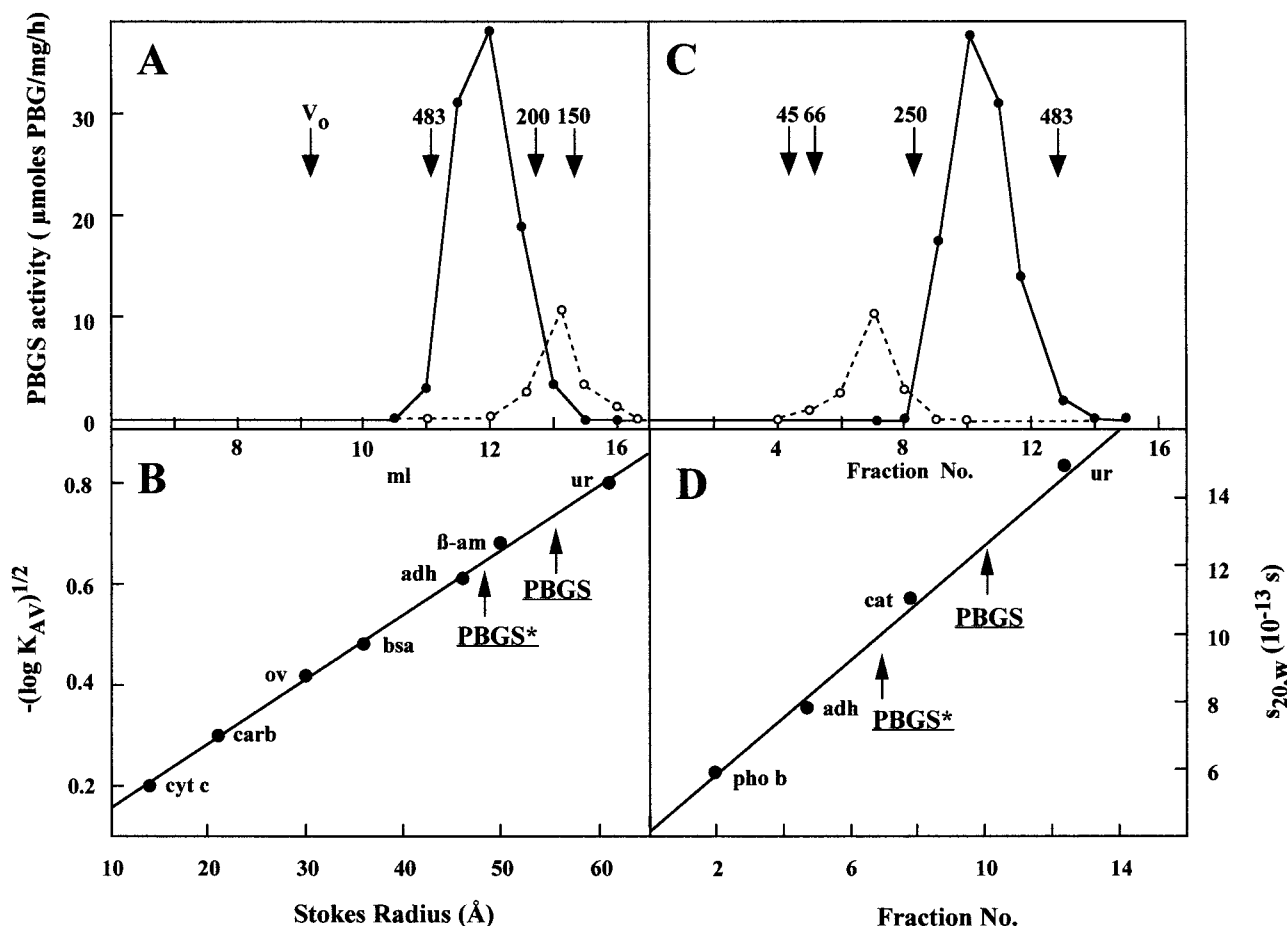 A
C
PBGS activity ( µmoles PBG/mg/h)
30
20
10
0
Vo
483
200
150
45
66
250
483
8
10
12
14
16
ml
4
8
12
16
Fraction No.
B
D
-(log KAV)1/2
0.8
0.6
0.4
0.2
cyt c
carb
ov
bsa
adh
ß-am
ur
PBGS*
PBGS
pho b
adh
cat
ur
PBGS*
PBGS
14
12
10
8
6
s20,w (10-13 s)
10
20
30
40
50
60
Stokes Radius (Å)
2
6
10
14
Fraction No.